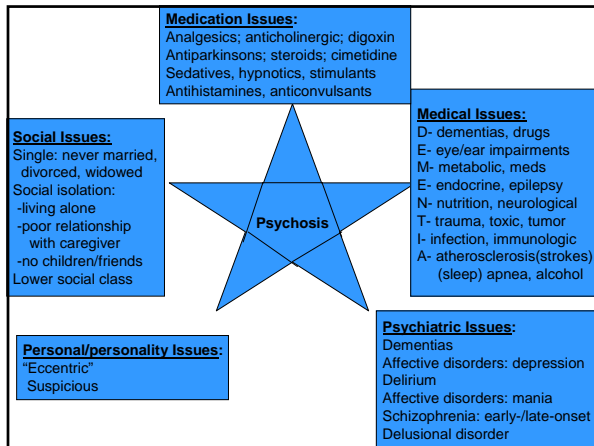 Medication Issues:
Analgesics; anticholinergic; digoxin
Antiparkinsons; steroids; cimetidine
Sedatives, hypnotics, stimulants
Antihistamines, anticonvulsants
Social Issues:
Single: never married,
divorced, widowed
Social isolation:
-living alone
-poor relationship
with caregiver
-no children/friends
Lower social class
Psychosis
Medical Issues:
D- dementias, drugs
E- eye/ear impairments
M- metabolic, meds
E- endocrine, epilepsy
N- nutrition, neurological
T- trauma, toxic, tumor
I- infection, immunologic
A- atherosclerosis(strokes)
(sleep) apnea, alcohol
Personal/personality Issues:
“Eccentric”
Suspicious
Psychiatric Issues:
Dementias
Affective disorders: depression
Delirium
Affective disorders: mania
Schizophrenia: early-/late-onset
Delusional disorder